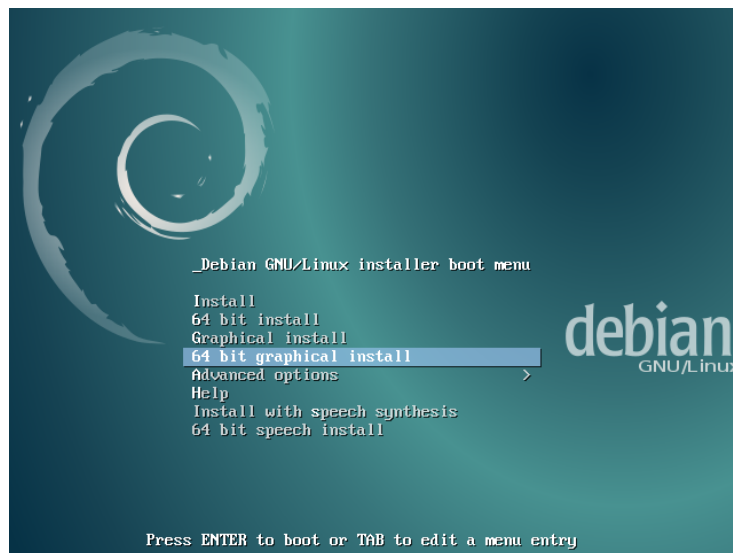 _Debian GNU/Linux installer boot menu
Install
64 bit install
Graphical install
64 bit graphical install
Advanced options >
Help
Install with speech synthesis
64 bit speech install
debian
GNU/Linux
Press ENTER to boot or TAB to edit a menu entry